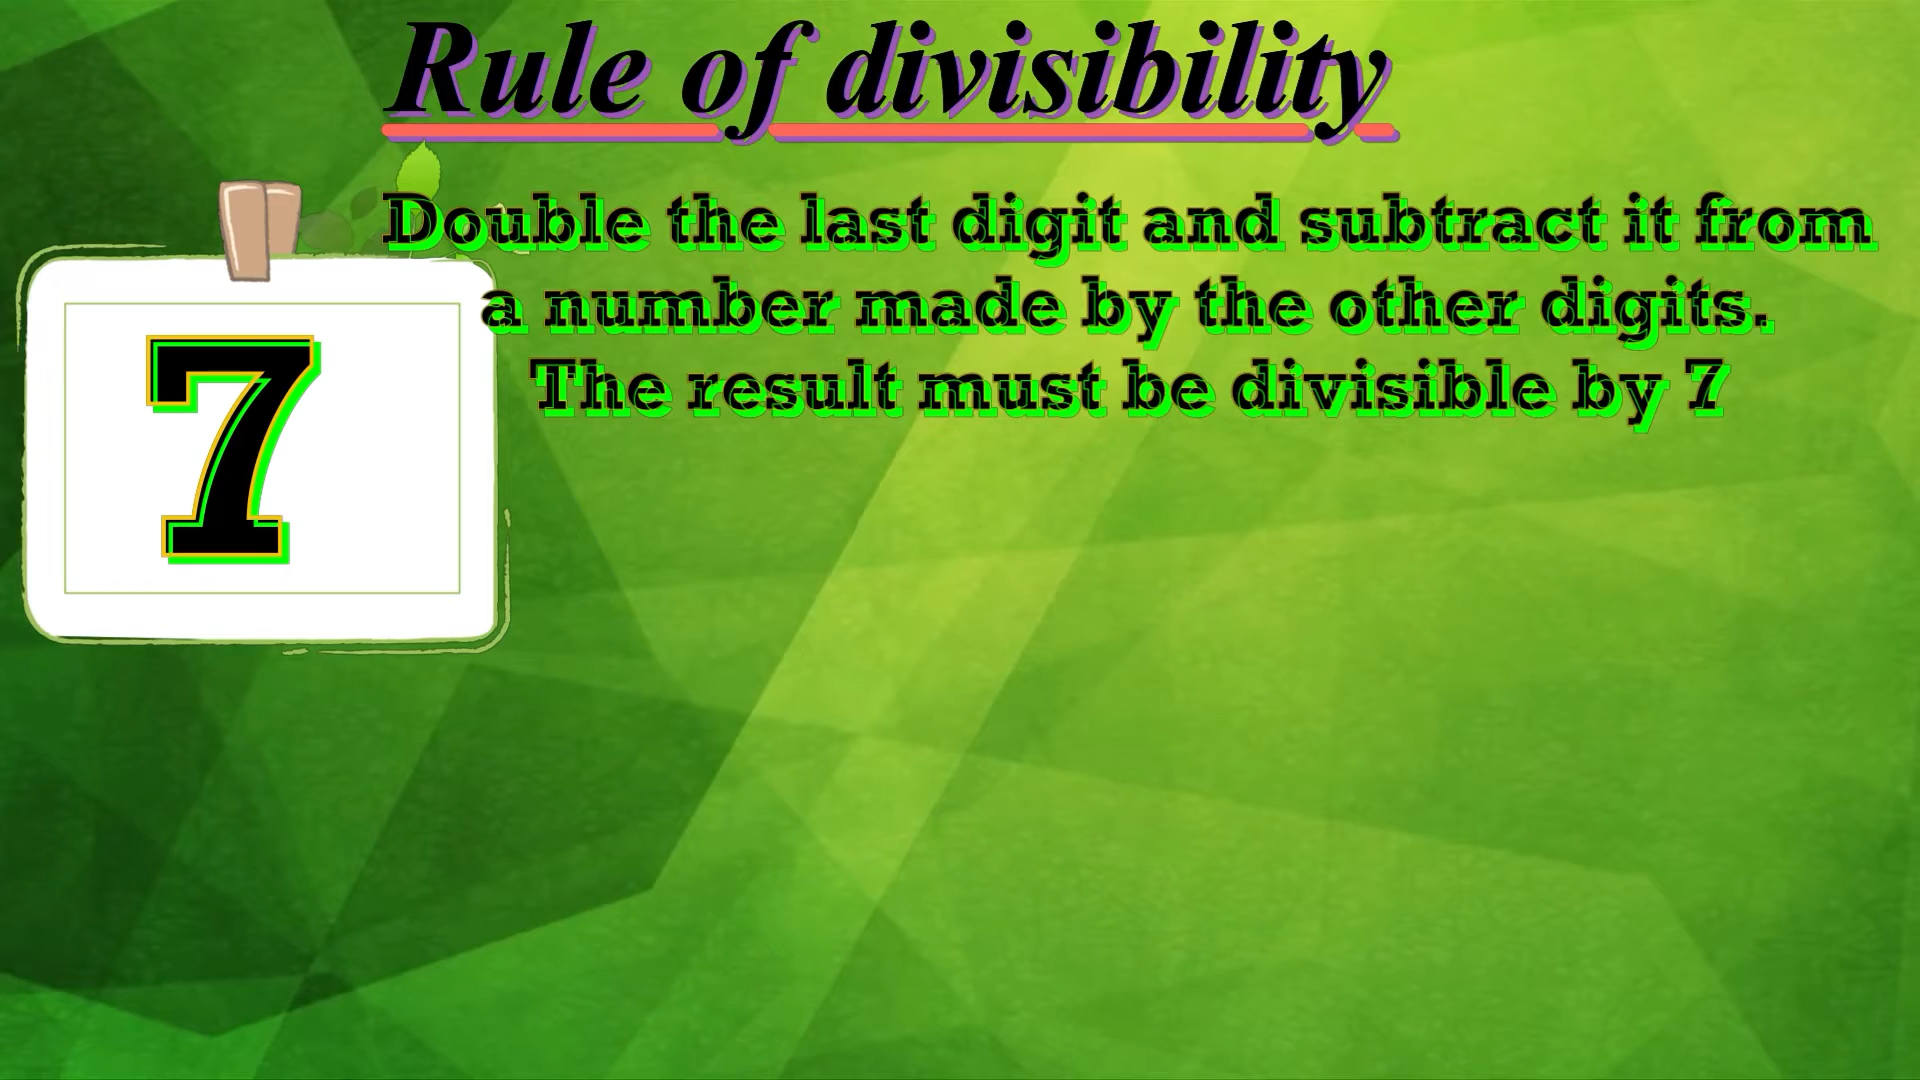 Rule of divisibility
Double the last digit and subtract it from
a number made by the other digits.
The result must be divisible by 7
7